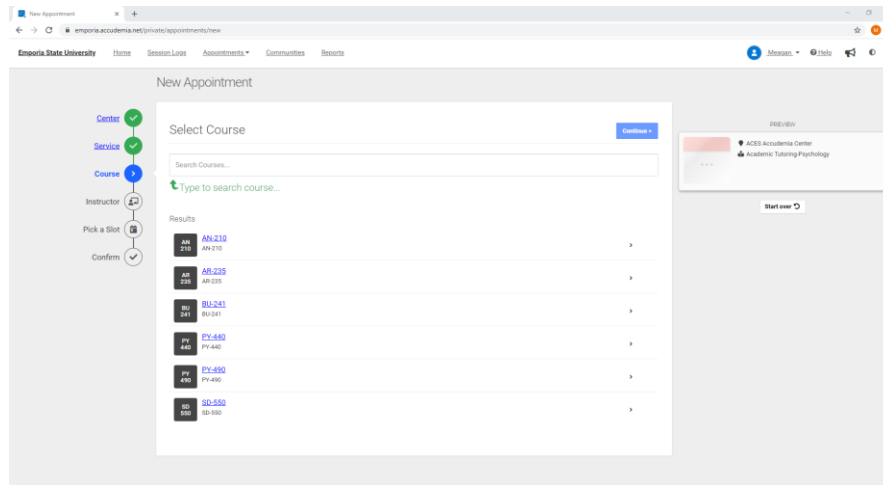 New Appointment
emporia.accudemia.net/private/appointments/new
M
Emporia State University Home Session Logs Appointments Communities Reports Meagan Help
New Appointment
Center
Service
Course
Instructor
Pick a Slot
Confirm
Select Course
Continue »
Search Courses...
Type to search course...
Results
AN 210
AN-210
AN-210
AR 235
AR-235
AR-235
BU 241
BU-241
BU-241
PY 440
PY-440
PY-440
PY 490
PY-490
PY-490
SD 550
SD-550
SD-550
PREVIEW
ACES Accudemia Center
Academic Tutoring-Psychology
Start over